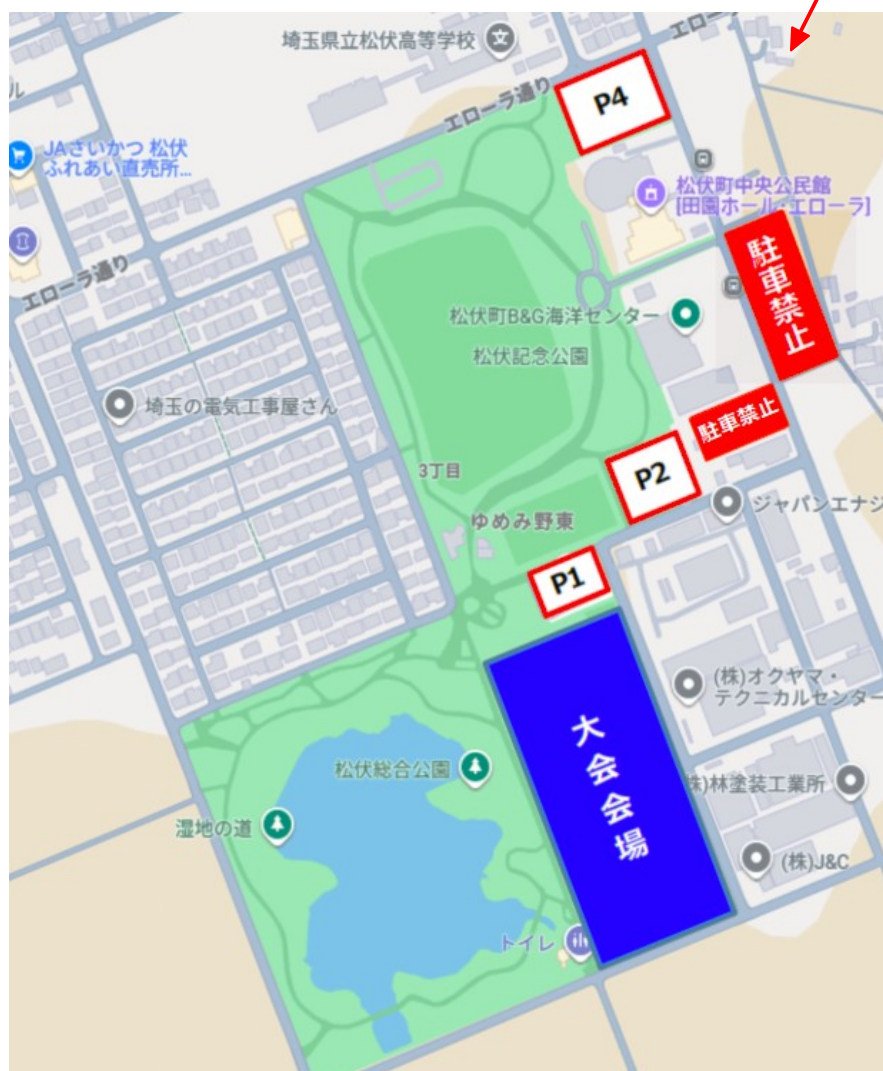 埼玉県立松伏高等学校
エローラ通り
エローラ
P4
JAさいかつ 松伏
ふれあい直売所...
松伏町中央公民館
[田園ホール・エローラ]
駐車禁止
エローラ通り
松伏町B&G海洋センター
松伏記念公園
埼玉の電気工事屋さん
駐車禁止
3丁目
P2
ジャパンエナジ
ゆめみ野東
P1
(株)オクヤマ・
テクニカルセンター
大会会場
松伏総合公園
株)林塗装工業所
湿地の道
(株)J&C
トイレ